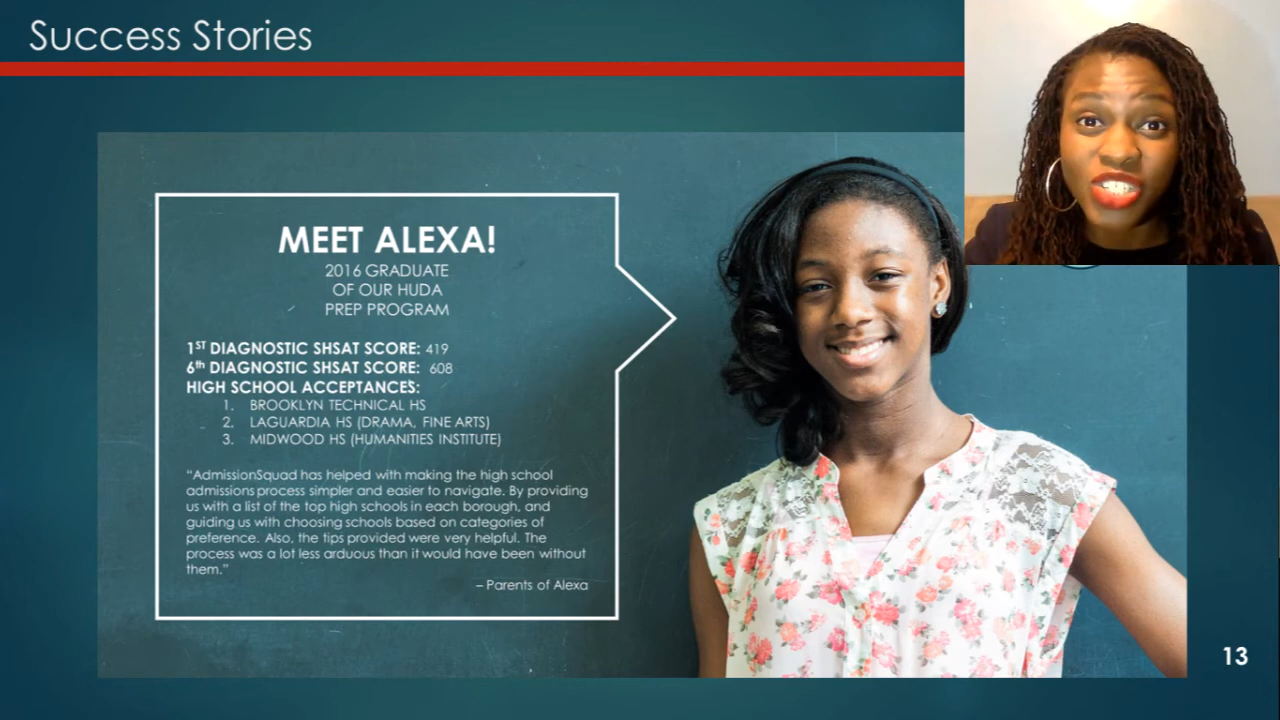 Success Stories
MEET ALEXA!
2016 GRADUATE
OF OUR HUDA
PREP PROGRAM
1ST DIAGNOSTIC SHSAT SCORE: 419
6th DIAGNOSTIC SHSAT SCORE: 608
HIGH SCHOOL ACCEPTANCES:
1. BROOKLYN TECHNICAL HS
2. LAGUARDIA HS (DRAMA, FINE ARTS)
3. MIDWOOD HS (HUMANITIES INSTITUTE)
“AdmissionSquad has helped with making the high school
admissions process simpler and easier to navigate. By providing
us with a list of the top high schools in each borough, and
guiding us with choosing schools based on categories of
preference. Also, the tips provided were very helpful. The
process was a lot less arduous than it would have been without
them.”
– Parents of Alexa
13